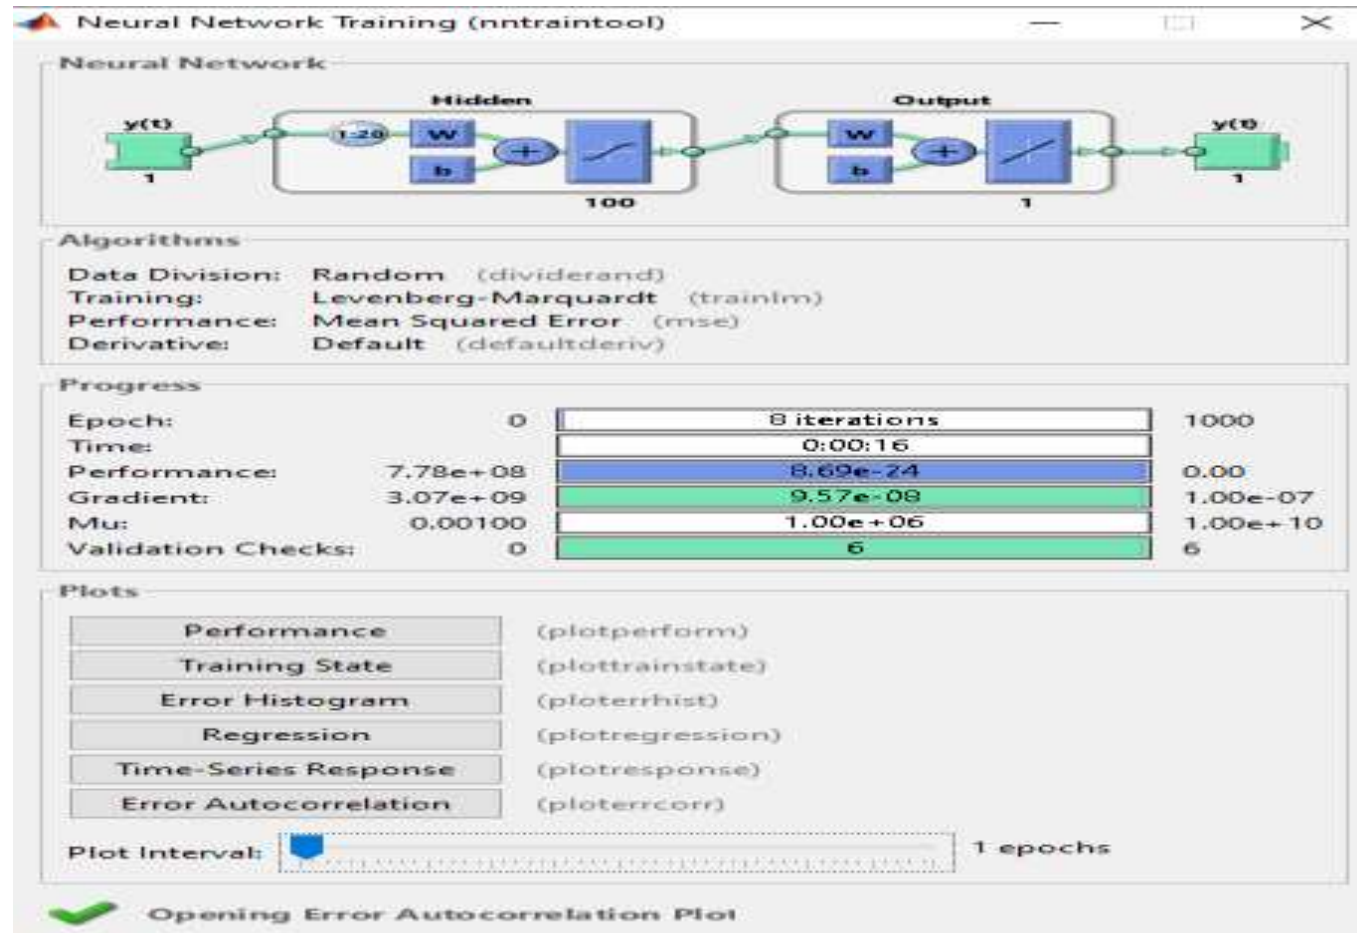 Neural Network Training (nntraintool)
Neural Network
Hidden Output
y(t) 1:20 W b + 100 W b + 1 y(t)
1 1
Algorithms
Data Division: Random (dividerand)
Training: Levenberg-Marquardt (trainlm)
Performance: Mean Squared Error (mse)
Derivative: Default (defaultderiv)
Progress
Epoch: 0 8 iterations 1000
Time: 0:00:16
Performance: 7.78e+08 8.69e-24 0.00
Gradient: 3.07e+09 9.57e-08 1.00e-07
Mu: 0.00100 1.00e+06 1.00e+10
Validation Checks: 0 6 6
Plots
Performance (plotperform)
Training State (plottrainstate)
Error Histogram (ploterrhist)
Regression (plotregression)
Time-Series Response (plotresponse)
Error Autocorrelation (ploterrcorr)
Plot Interval: 1 epochs
Opening Error Autocorrelation Plot